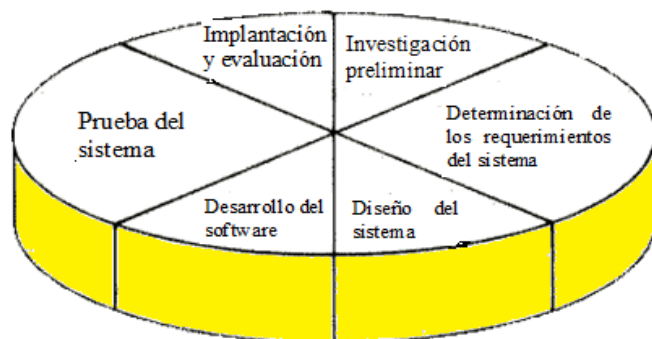 Implantación
y evaluación
Investigación
preliminar
Determinación de
los requerimientos
del sistema
Diseño del
sistema
Desarrollo del
software
Prueba del
sistema